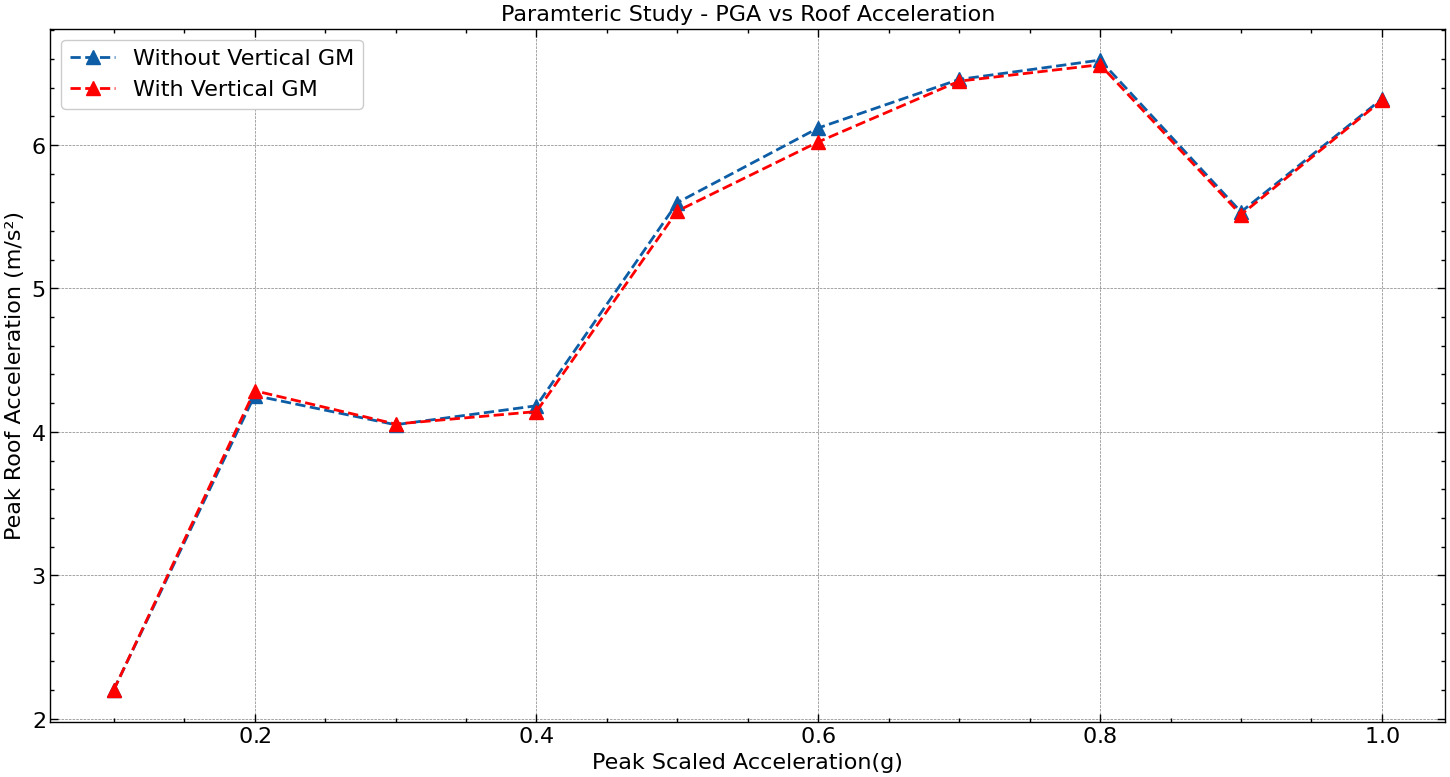 Paramteric Study - PGA vs Roof Acceleration
Without Vertical GM
With Vertical GM
Peak Roof Acceleration (m/s²)
6
5
4
3
2
0.2 0.4 0.6 0.8 1.0
Peak Scaled Acceleration(g)